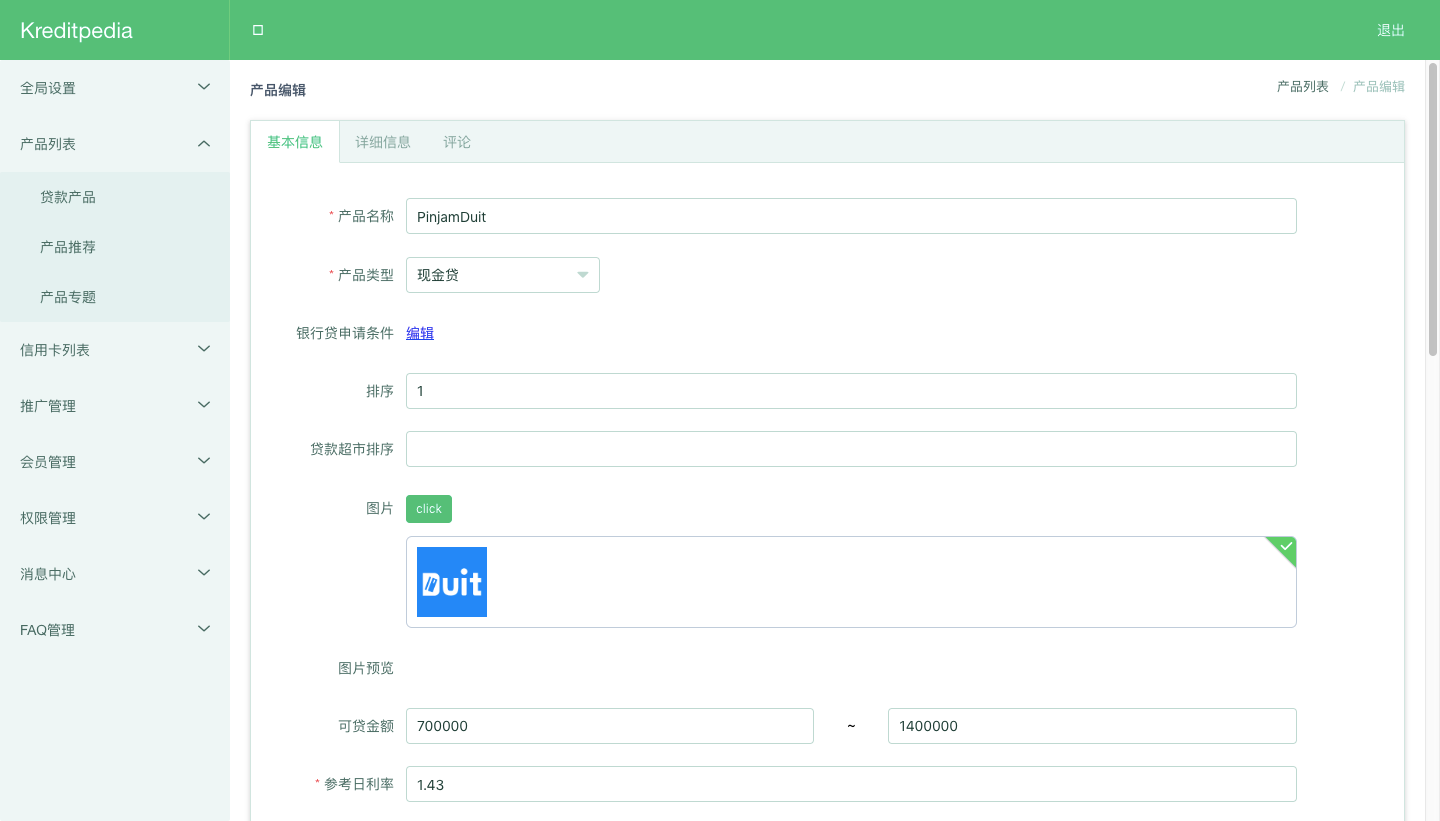 Kreditpedia
退出
全局设置
产品列表
贷款产品
产品推荐
产品专题
信用卡列表
推广管理
会员管理
权限管理
消息中心
FAQ管理
产品编辑
产品列表 / 产品编辑
基本信息 详细信息 评论
* 产品名称 PinjamDuit
* 产品类型 现金贷
银行贷申请条件 编辑
排序 1
贷款超市排序
图片 click
Duit
图片预览
可贷金额 700000 ~ 1400000
* 参考日利率 1.43